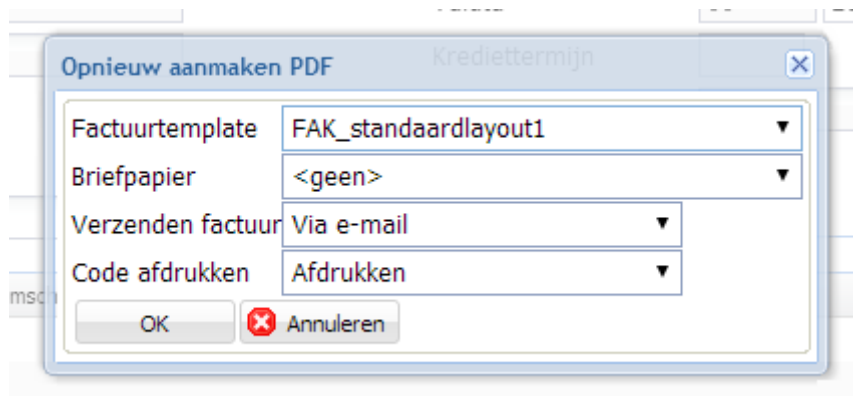 Opnieuw aanmaken PDF
Krediettermijn
Factuurtemplate FAK_standaardlayout1
Briefpapier <geen>
Verzenden factuur Via e-mail
Code afdrukken Afdrukken
OK Annuleren